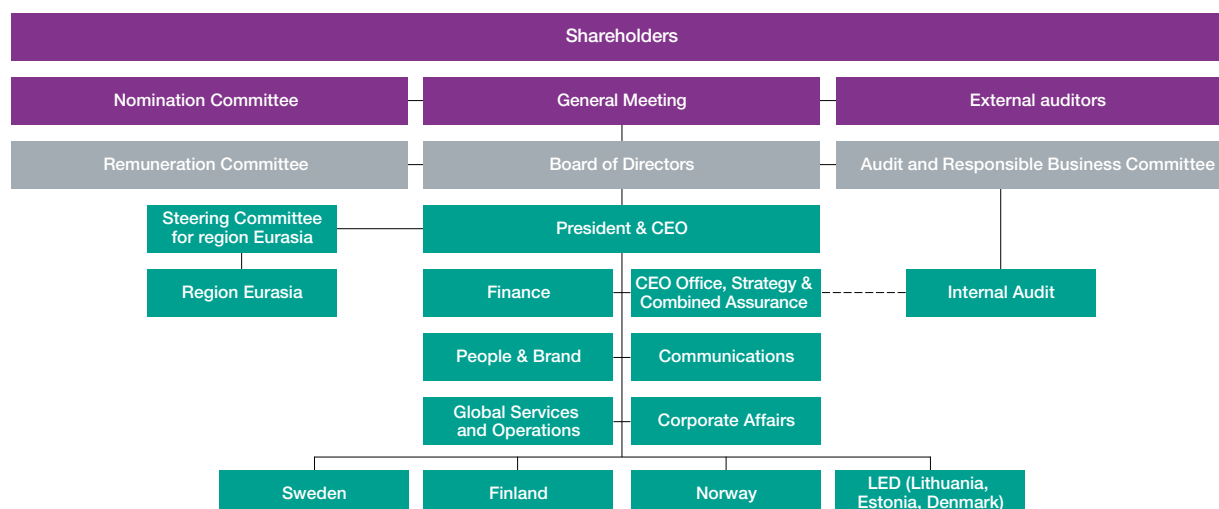 Shareholders
Nomination Committee
General Meeting
External auditors
Remuneration Committee
Board of Directors
Audit and Responsible Business Committee
Steering Committee
for region Eurasia
President & CEO
Region Eurasia
Finance
CEO Office, Strategy &
Combined Assurance
Internal Audit
People & Brand
Communications
Global Services
and Operations
Corporate Affairs
Sweden
Finland
Norway
LED (Lithuania,
Estonia, Denmark)